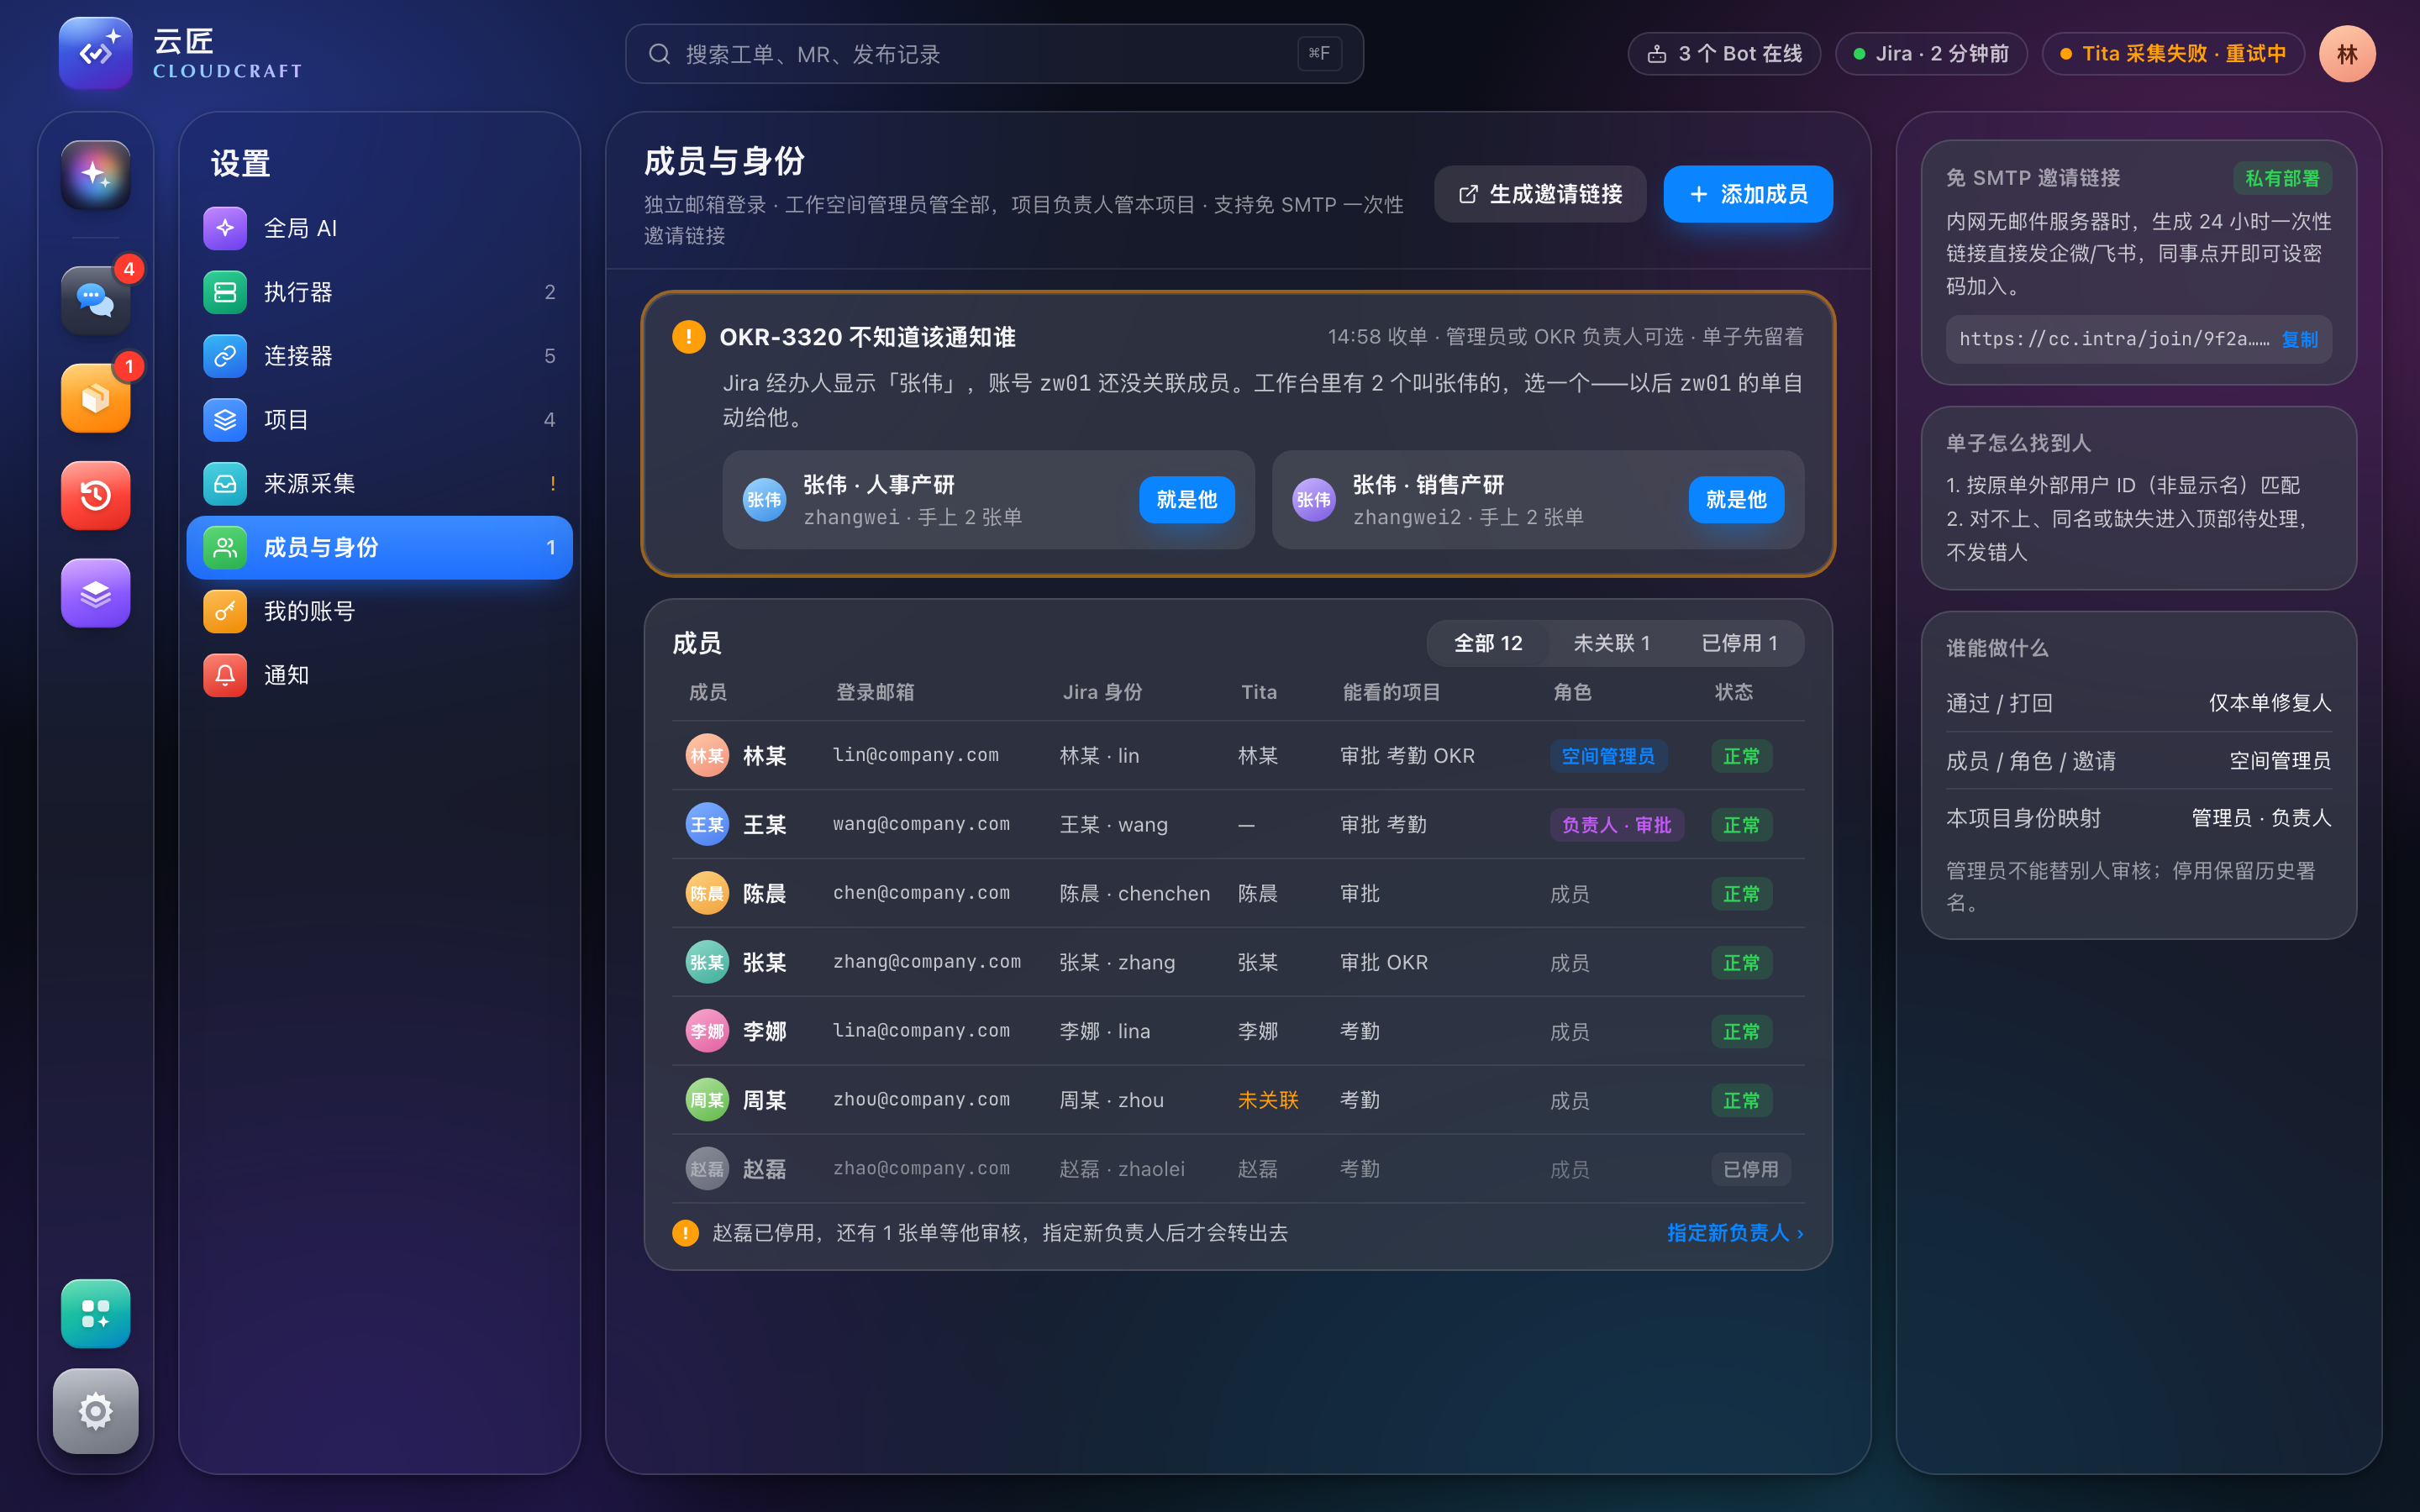 云匠
CLOUDCRAFT
搜索工单、MR、发布记录
⌘F
3 个 Bot 在线
Jira · 2 分钟前
Tita 采集失败 · 重试中
林
4
1
设置
全局 AI
执行器 2
连接器 5
项目 4
来源采集 !
成员与身份 1
我的账号
通知
成员与身份
独立邮箱登录 · 工作空间管理员管全部，项目负责人管本项目 · 支持免 SMTP 一次性
邀请链接
生成邀请链接
添加成员
! OKR-3320 不知道该通知谁
14:58 收单 · 管理员或 OKR 负责人可选 · 单子先留着
Jira 经办人显示「张伟」，账号 zw01 还没关联成员。工作台里有 2 个叫张伟的，选一个——以后 zw01 的单自
动给他。
张伟
张伟 · 人事产研
zhangwei · 手上 2 张单
就是他
张伟
张伟 · 销售产研
zhangwei2 · 手上 2 张单
就是他
成员
全部 12 未关联 1 已停用 1
成员 登录邮箱 Jira 身份 Tita 能看的项目 角色 状态
林某 林某 lin@company.com 林某 · lin 林某 审批 考勤 OKR 空间管理员 正常
王某 王某 wang@company.com 王某 · wang — 审批 考勤 负责人 · 审批 正常
陈晨 陈晨 chen@company.com 陈晨 · chenchen 陈晨 审批 成员 正常
张某 张某 zhang@company.com 张某 · zhang 张某 审批 OKR 成员 正常
李娜 李娜 lina@company.com 李娜 · lina 李娜 考勤 成员 正常
周某 周某 zhou@company.com 周某 · zhou 未关联 考勤 成员 正常
赵磊 赵磊 zhao@company.com 赵磊 · zhaolei 赵磊 考勤 成员 已停用
! 赵磊已停用，还有 1 张单等他审核，指定新负责人后才会转出去
指定新负责人 ›
免 SMTP 邀请链接
私有部署
内网无邮件服务器时，生成 24 小时一次性
链接直接发企微/飞书，同事点开即可设密
码加入。
https://cc.intra/join/9f2a…… 复制
单子怎么找到人
1. 按原单外部用户 ID（非显示名）匹配
2. 对不上、同名或缺失进入顶部待处理，
不发错人
谁能做什么
通过 / 打回 仅本单修复人
成员 / 角色 / 邀请 空间管理员
本项目身份映射 管理员 · 负责人
管理员不能替别人审核；停用保留历史署
名。